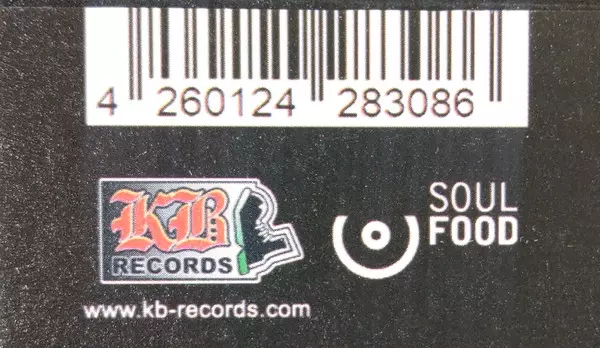 4 260124 283086
KB
RECORDS
SOUL
FOOD
www.kb-records.com